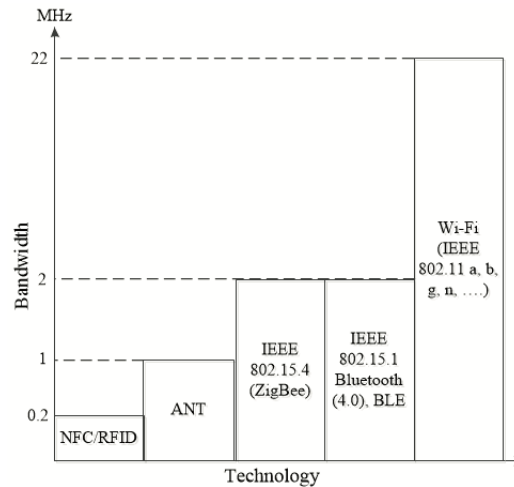 MHz
22
2
1
0.2
Bandwidth
NFC/RFID
ANT
IEEE
802.15.4
(ZigBee)
IEEE
802.15.1
Bluetooth
(4.0), BLE
Wi-Fi
(IEEE
802.11 a, b,
g, n, ….)
Technology